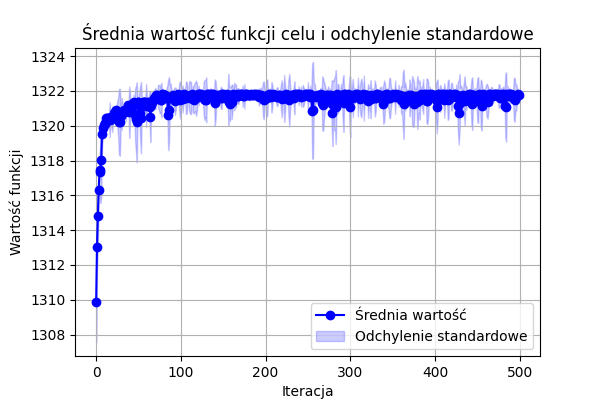 Średnia wartość funkcji celu i odchylenie standardowe
1324
1322
1320
1318
1316
1314
1312
1310
1308
Wartość funkcji
0 100 200 300 400 500
Iteracja
Średnia wartość
Odchylenie standardowe